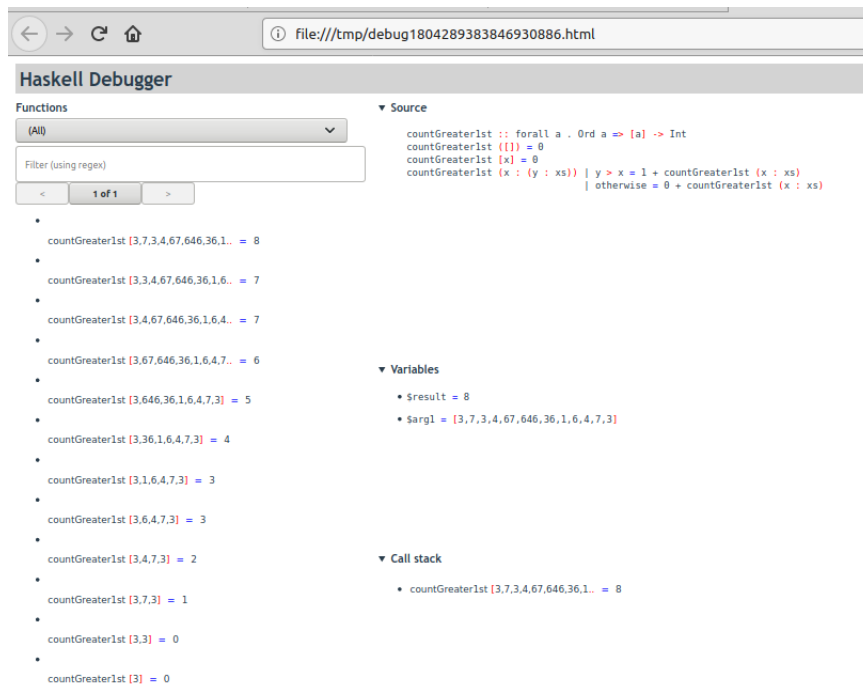 file:///tmp/debug1804289383846930886.html
Haskell Debugger
Functions
(All)
Filter (using regex)
< 1 of 1 >
• countGreater1st [3,7,3,4,67,646,36,1.. = 8
• countGreater1st [3,3,4,67,646,36,1,6.. = 7
• countGreater1st [3,4,67,646,36,1,6,4.. = 7
• countGreater1st [3,67,646,36,1,6,4,7.. = 6
• countGreater1st [3,646,36,1,6,4,7,3] = 5
• countGreater1st [3,36,1,6,4,7,3] = 4
• countGreater1st [3,1,6,4,7,3] = 3
• countGreater1st [3,6,4,7,3] = 3
• countGreater1st [3,4,7,3] = 2
• countGreater1st [3,7,3] = 1
• countGreater1st [3,3] = 0
• countGreater1st [3] = 0
▾ Source
countGreater1st :: forall a . Ord a => [a] -> Int
countGreater1st ([]) = 0
countGreater1st [x] = 0
countGreater1st (x : (y : xs)) | y > x = 1 + countGreater1st (x : xs)
| otherwise = 0 + countGreater1st (x : xs)
▾ Variables
• $result = 8
• $arg1 = [3,7,3,4,67,646,36,1,6,4,7,3]
▾ Call stack
• countGreater1st [3,7,3,4,67,646,36,1.. = 8